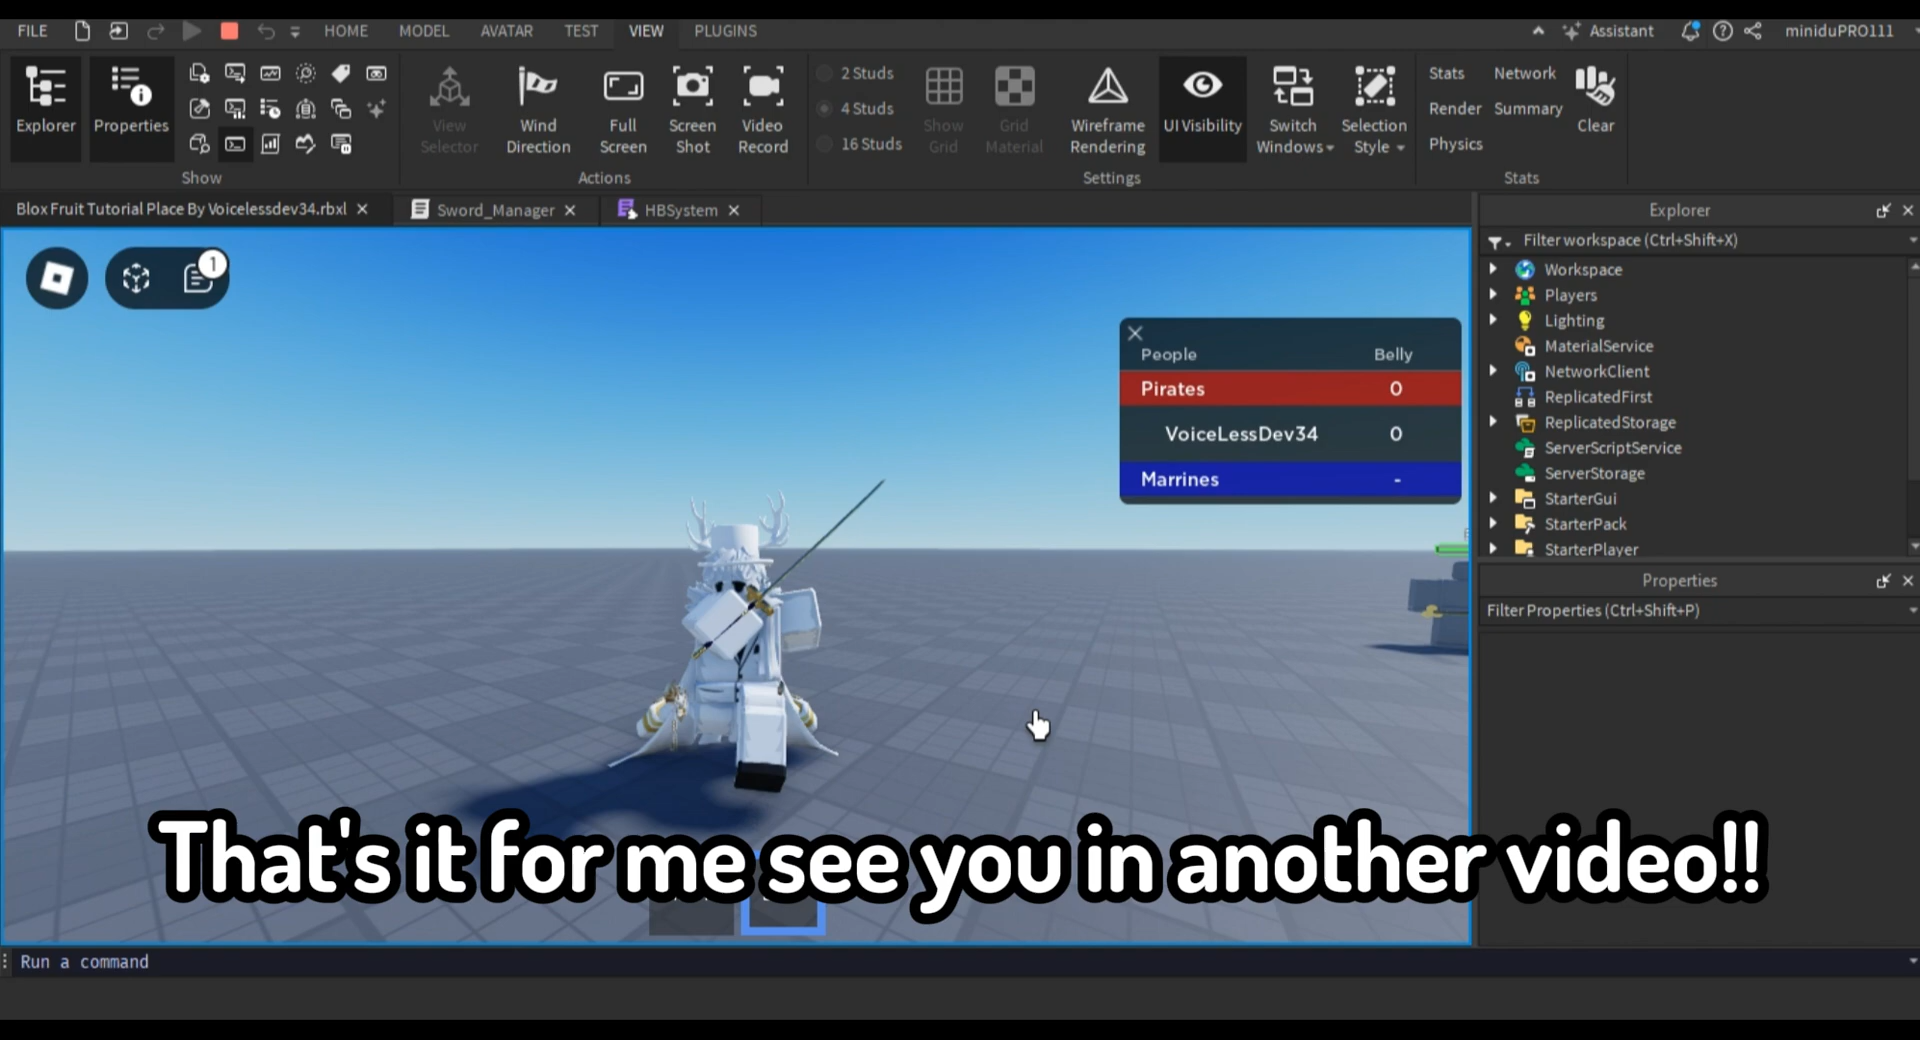 FILE HOME MODEL AVATAR TEST VIEW PLUGINS Assistant miniduPRO111
Explorer
Properties
Show
View Selector
Wind Direction
Full Screen
Screen Shot
Video Record
Actions
2 Studs
4 Studs
16 Studs
Show Grid
Grid Material
Wireframe Rendering
UI Visibility
Switch Windows
Selection Style
Settings
Stats Network
Render Summary
Physics
Clear
Stats
Blox Fruit Tutorial Place By Voicelessdev34.rbxl
Sword_Manager
HBSystem
1
People Belly
Pirates 0
VoiceLessDev34 0
Marrines -
Explorer
Filter workspace (Ctrl+Shift+X)
Workspace
Players
Lighting
MaterialService
NetworkClient
ReplicatedFirst
ReplicatedStorage
ServerScriptService
ServerStorage
StarterGui
StarterPack
StarterPlayer
Properties
Filter Properties (Ctrl+Shift+P)
That's it for me see you in another video!!
Run a command